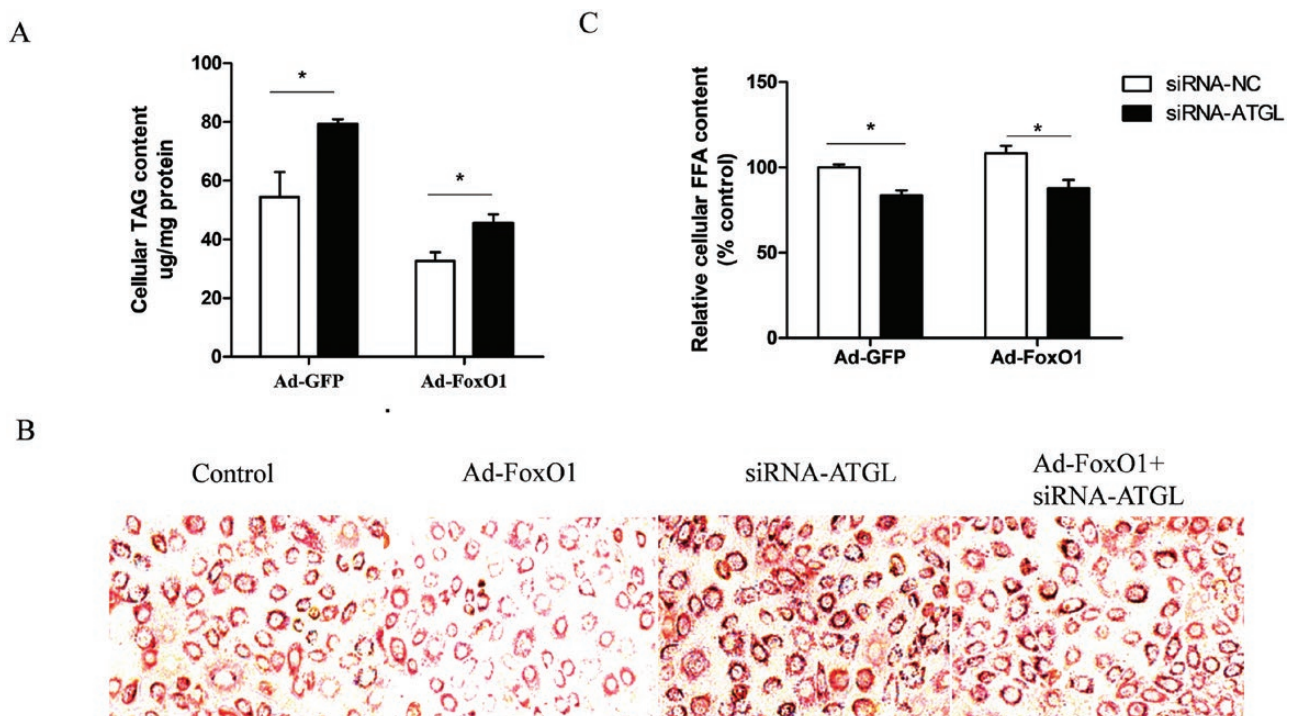 A
Cellular TAG content
ug/mg protein
100
80
60
40
20
0
*
*
Ad-GFP
Ad-FoxO1
C
Relative cellular FFA content
(% control)
150
100
50
0
*
*
Ad-GFP
Ad-FoxO1
siRNA-NC
siRNA-ATGL
B
Control
Ad-FoxO1
siRNA-ATGL
Ad-FoxO1+
siRNA-ATGL